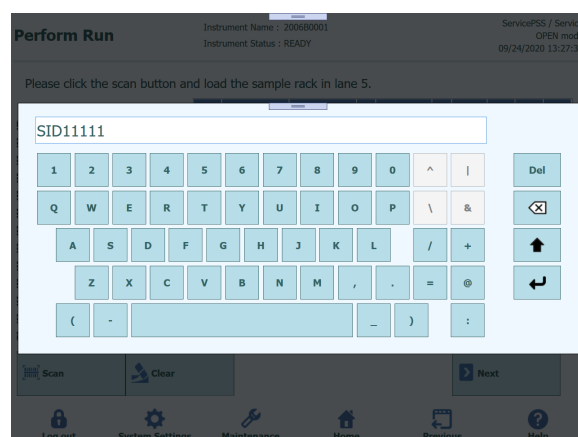 Perform Run
Instrument Name : 2006B0001
Instrument Status : READY
ServicePSS / Servic
OPEN mod
09/24/2020 13:27:3
Please click the scan button and load the sample rack in lane 5.
SID11111
1 2 3 4 5 6 7 8 9 0 ^ | Del
Q W E R T Y U I O P \ &
A S D F G H J K L / +
Z X C V B N M , . = @
( - _ ) :
Scan Clear Next
Log out System Settings Maintenance Home Previous Help